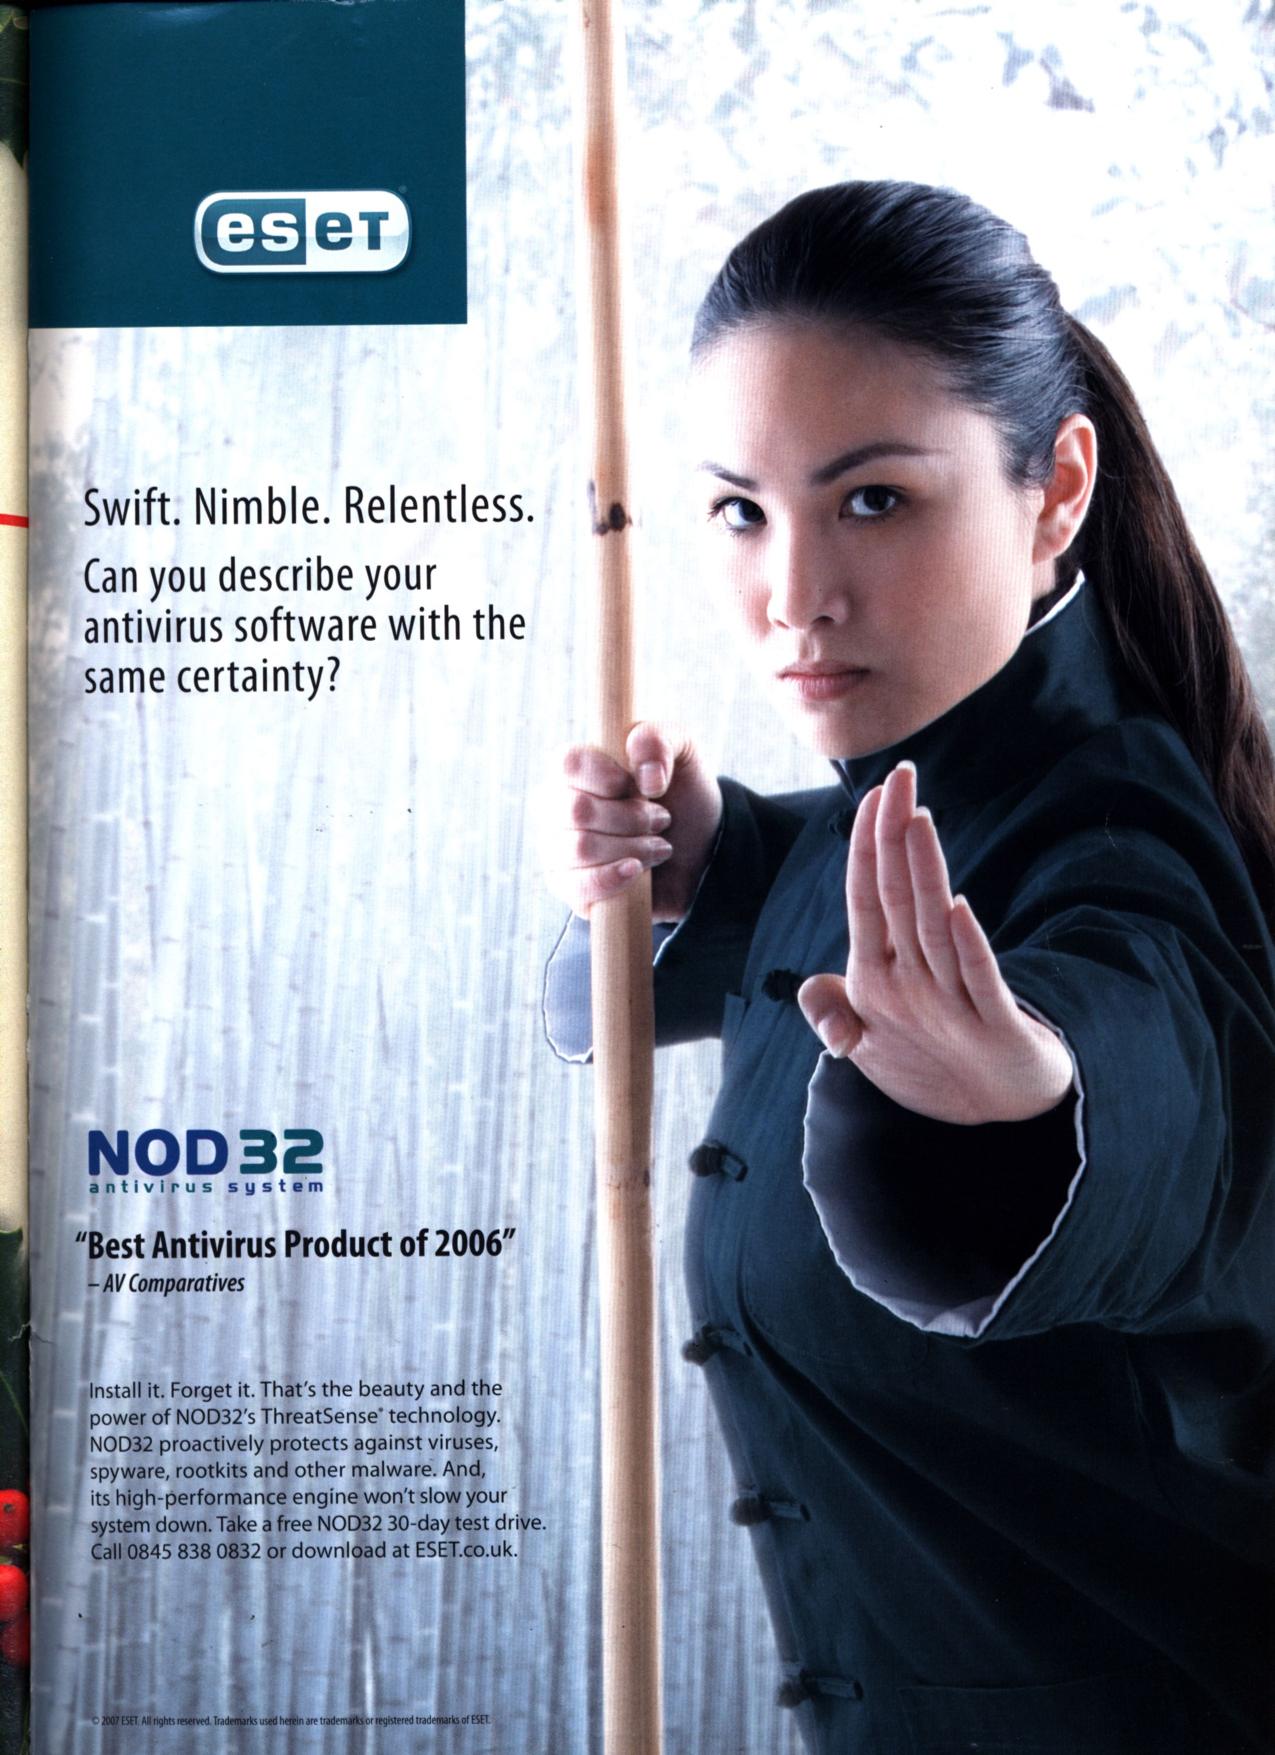 eseT®
Swift. Nimble. Relentless.
Can you describe your
antivirus software with the
same certainty?
NOD32
antivirus system
“Best Antivirus Product of 2006”
– AV Comparatives
Install it. Forget it. That's the beauty and the
power of NOD32's ThreatSense® technology.
NOD32 proactively protects against viruses,
spyware, rootkits and other malware. And,
its high-performance engine won't slow your
system down. Take a free NOD32 30-day test drive.
Call 0845 838 0832 or download at ESET.co.uk.
© 2007 ESET. All rights reserved. Trademarks used herein are trademarks or registered trademarks of ESET.